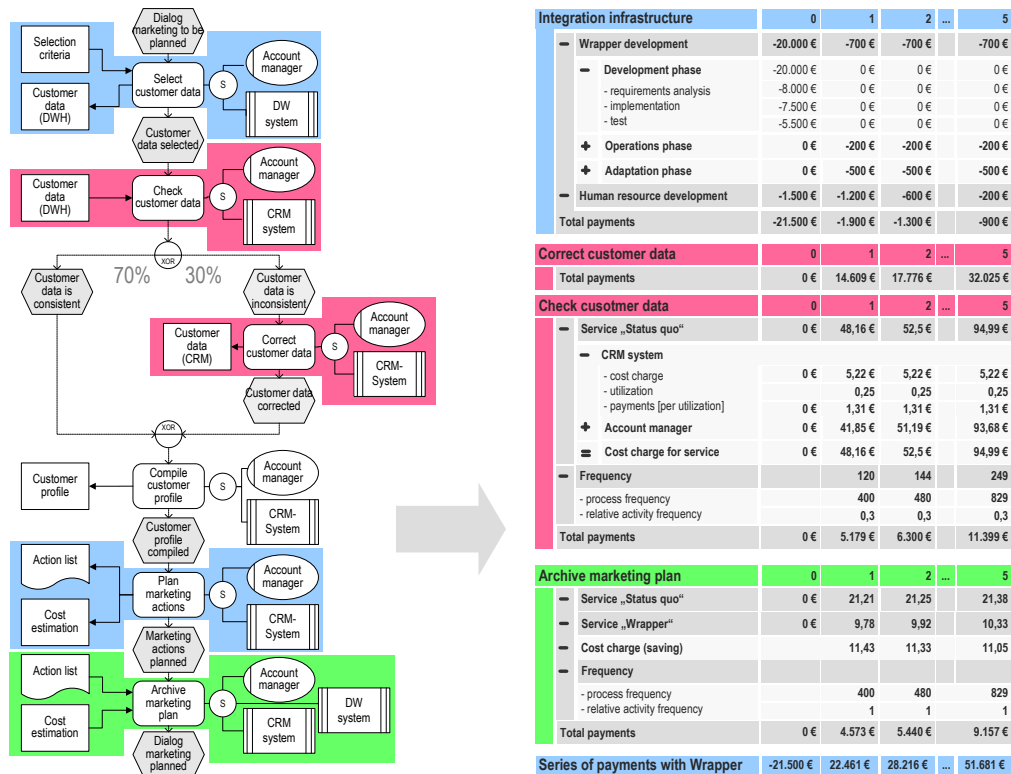 Dialog
marketing to be
planned
Selection
criteria
Select
customer data
S
Account
manager
Customer
data
(DWH)
DW
system
Customer
data selected
Customer
data
(DWH)
Check
customer data
S
Account
manager
CRM
system
XOR
70%
30%
Customer
data is
consistent
Customer
data is
inconsistent
Customer
data
(CRM)
Correct
customer data
S
Account
manager
CRM-
System
Customer data
corrected
XOR
Customer
profile
Compile
customer
profile
S
Account
manager
CRM-
System
Customer
profile
compiled
Action list
Cost
estimation
Plan
marketing
actions
S
Account
manager
CRM-
System
Marketing
actions
planned
Action list
Cost
estimation
Archive
marketing
plan
S
Account
manager
DW
system
CRM
system
Dialog
marketing
planned
Integration infrastructure 0 1 2 ... 5
Wrapper development -20.000 € -700 € -700 € -700 €
Development phase -20.000 € 0 € 0 € 0 €
- requirements analysis -8.000 € 0 € 0 € 0 €
- implementation -7.500 € 0 € 0 € 0 €
- test -5.500 € 0 € 0 € 0 €
Operations phase 0 € -200 € -200 € -200 €
Adaptation phase 0 € -500 € -500 € -500 €
Human resource development -1.500 € -1.200 € -600 € -200 €
Total payments -21.500 € -1.900 € -1.300 € -900 €
Correct customer data 0 1 2 ... 5
Total payments 0 € 14.609 € 17.776 € 32.025 €
Check cusotmer data 0 1 2 ... 5
Service „Status quo“ 0 € 48,16 € 52,5 € 94,99 €
CRM system
- cost charge 0 € 5,22 € 5,22 € 5,22 €
- utilization 0,25 0,25 0,25
- payments [per utilization] 0 € 1,31 € 1,31 € 1,31 €
Account manager 0 € 41,85 € 51,19 € 93,68 €
Cost charge for service 0 € 48,16 € 52,5 € 94,99 €
Frequency 120 144 249
- process frequency 400 480 829
- relative activity frequency 0,3 0,3 0,3
Total payments 0 € 5.179 € 6.300 € 11.399 €
Archive marketing plan 0 1 2 ... 5
Service „Status quo“ 0 € 21,21 21,25 21,38
Service „Wrapper“ 0 € 9,78 9,92 10,33
Cost charge (saving) 11,43 11,33 11,05
Frequency
- process frequency 400 480 829
- relative activity frequency 1 1 1
Total payments 0 € 4.573 € 5.440 € 9.157 €
Series of payments with Wrapper -21.500 € 22.461 € 28.216 € ... 51.681 €